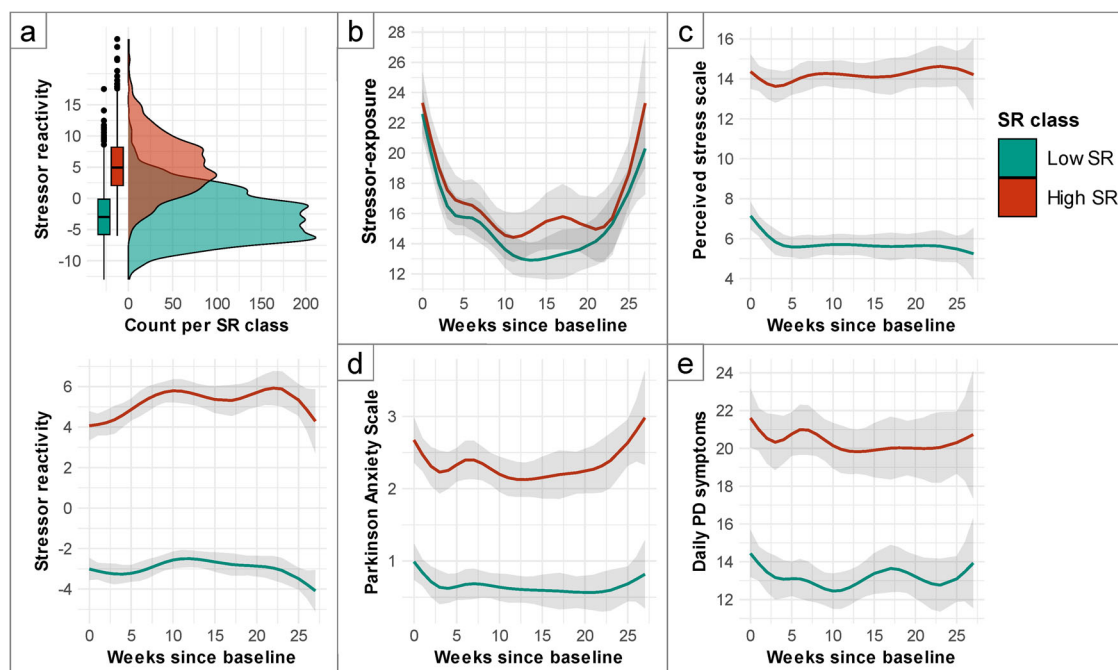 a
Stressor reactivity
15
10
5
0
-5
-10
0 50 100 150 200
Count per SR class
Stressor reactivity
6
4
2
0
-2
-4
0 5 10 15 20 25
Weeks since baseline
b
Stressor-exposure
28
26
24
22
20
18
16
14
12
0 5 10 15 20 25
Weeks since baseline
c
Perceived stress scale
16
14
12
10
8
6
4
0 5 10 15 20 25
Weeks since baseline
SR class
Low SR
High SR
d
Parkinson Anxiety Scale
3
2
1
0 5 10 15 20 25
Weeks since baseline
e
Daily PD symptoms
24
22
20
18
16
14
12
0 5 10 15 20 25
Weeks since baseline